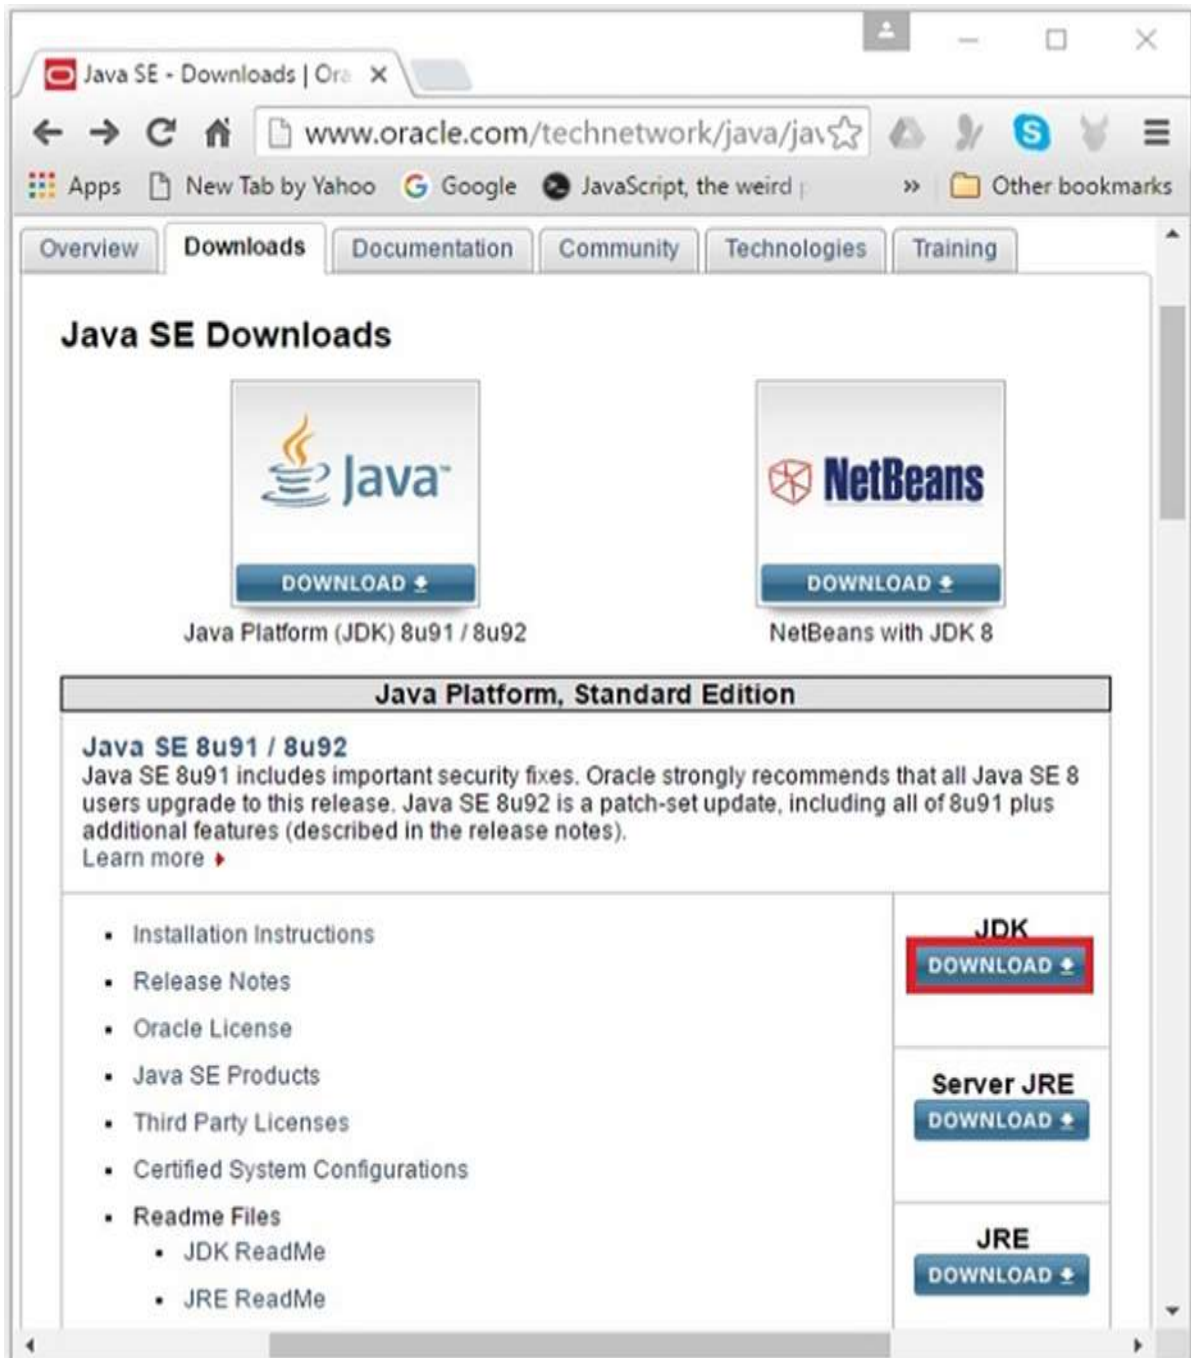 Java SE - Downloads | Ora
www.oracle.com/technetwork/java/jav
Apps New Tab by Yahoo Google JavaScript, the weird » Other bookmarks
Overview Downloads Documentation Community Technologies Training
Java SE Downloads
Java™ NetBeans
DOWNLOAD DOWNLOAD
Java Platform (JDK) 8u91 / 8u92 NetBeans with JDK 8
Java Platform, Standard Edition
Java SE 8u91 / 8u92
Java SE 8u91 includes important security fixes. Oracle strongly recommends that all Java SE 8
users upgrade to this release. Java SE 8u92 is a patch-set update, including all of 8u91 plus
additional features (described in the release notes).
Learn more
Installation Instructions
Release Notes
Oracle License
Java SE Products
Third Party Licenses
Certified System Configurations
Readme Files
JDK ReadMe
JRE ReadMe
JDK
DOWNLOAD
Server JRE
DOWNLOAD
JRE
DOWNLOAD